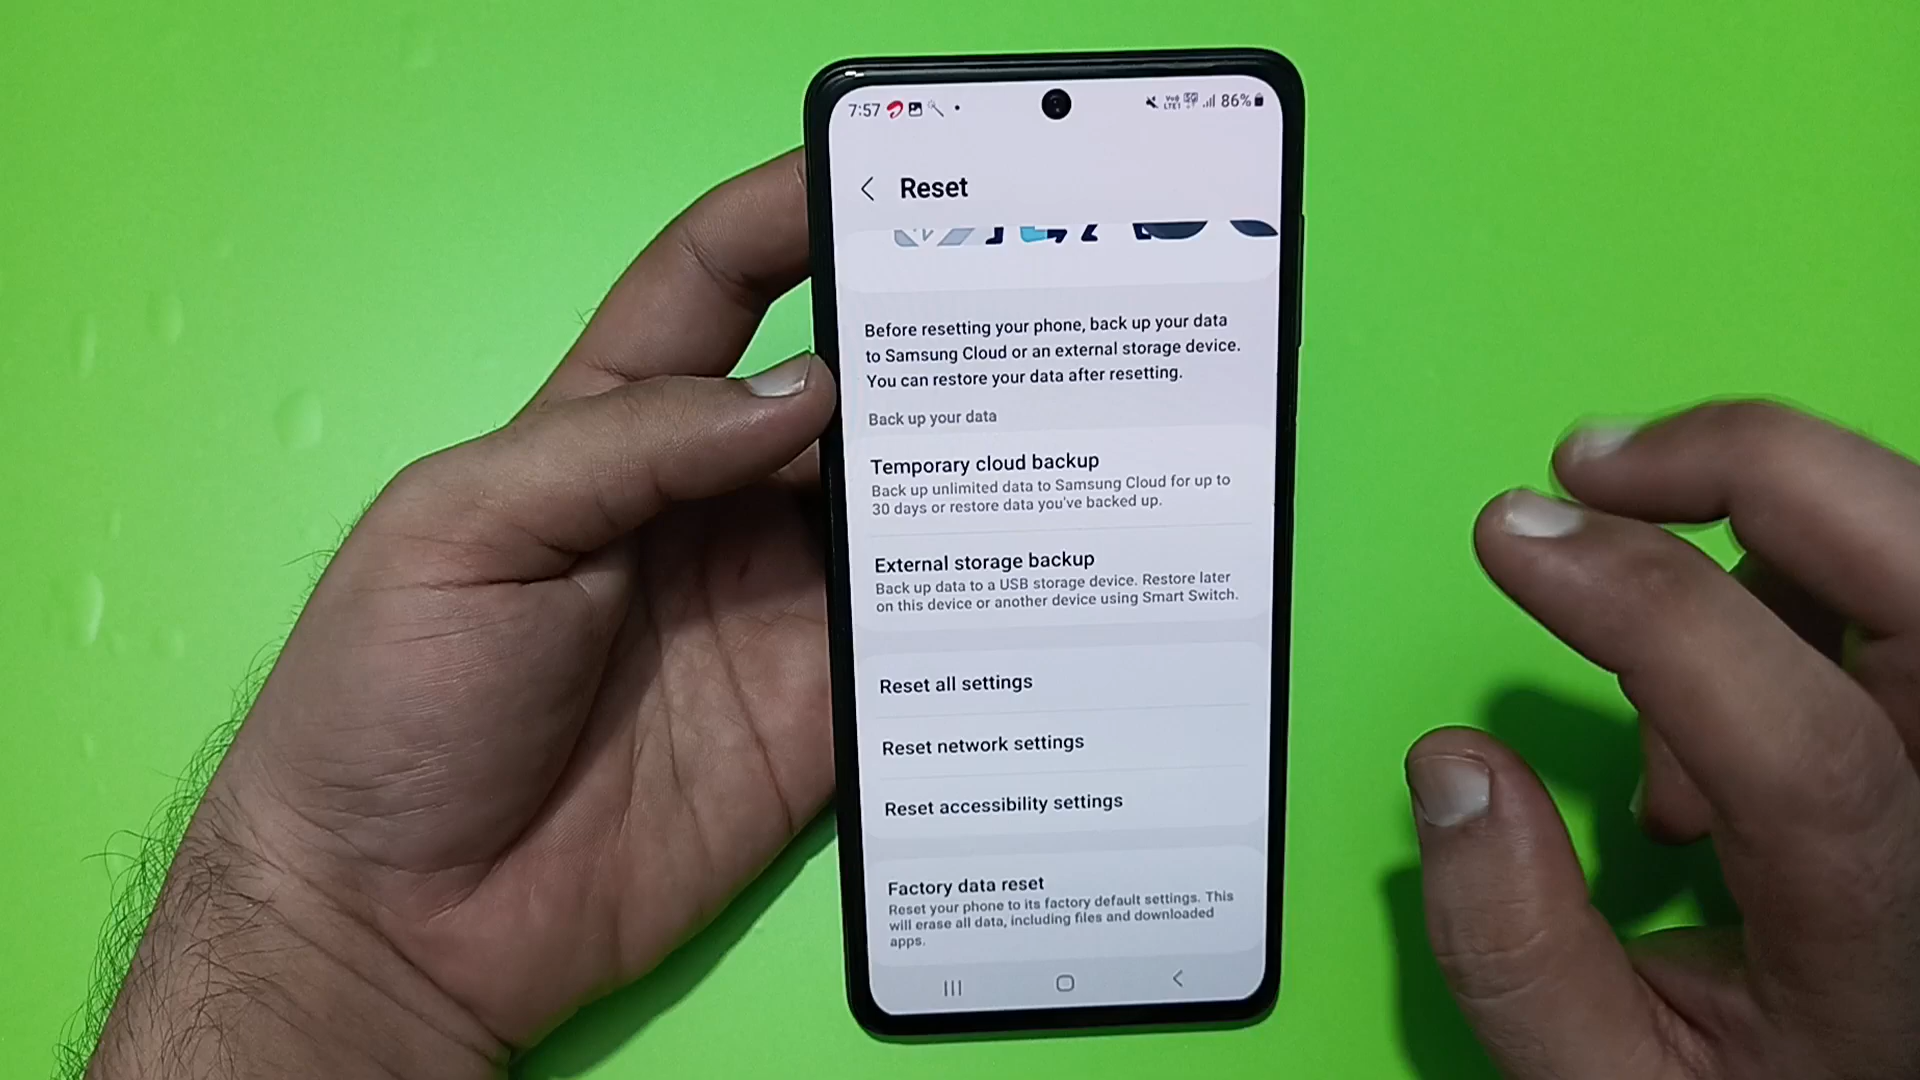 7:57 86%
Reset
Before resetting your phone, back up your data
to Samsung Cloud or an external storage device.
You can restore your data after resetting.
Back up your data
Temporary cloud backup
Back up unlimited data to Samsung Cloud for up to
30 days or restore data you've backed up.
External storage backup
Back up data to a USB storage device. Restore later
on this device or another device using Smart Switch.
Reset all settings
Reset network settings
Reset accessibility settings
Factory data reset
Reset your phone to its factory default settings. This
will erase all data, including files and downloaded
apps.